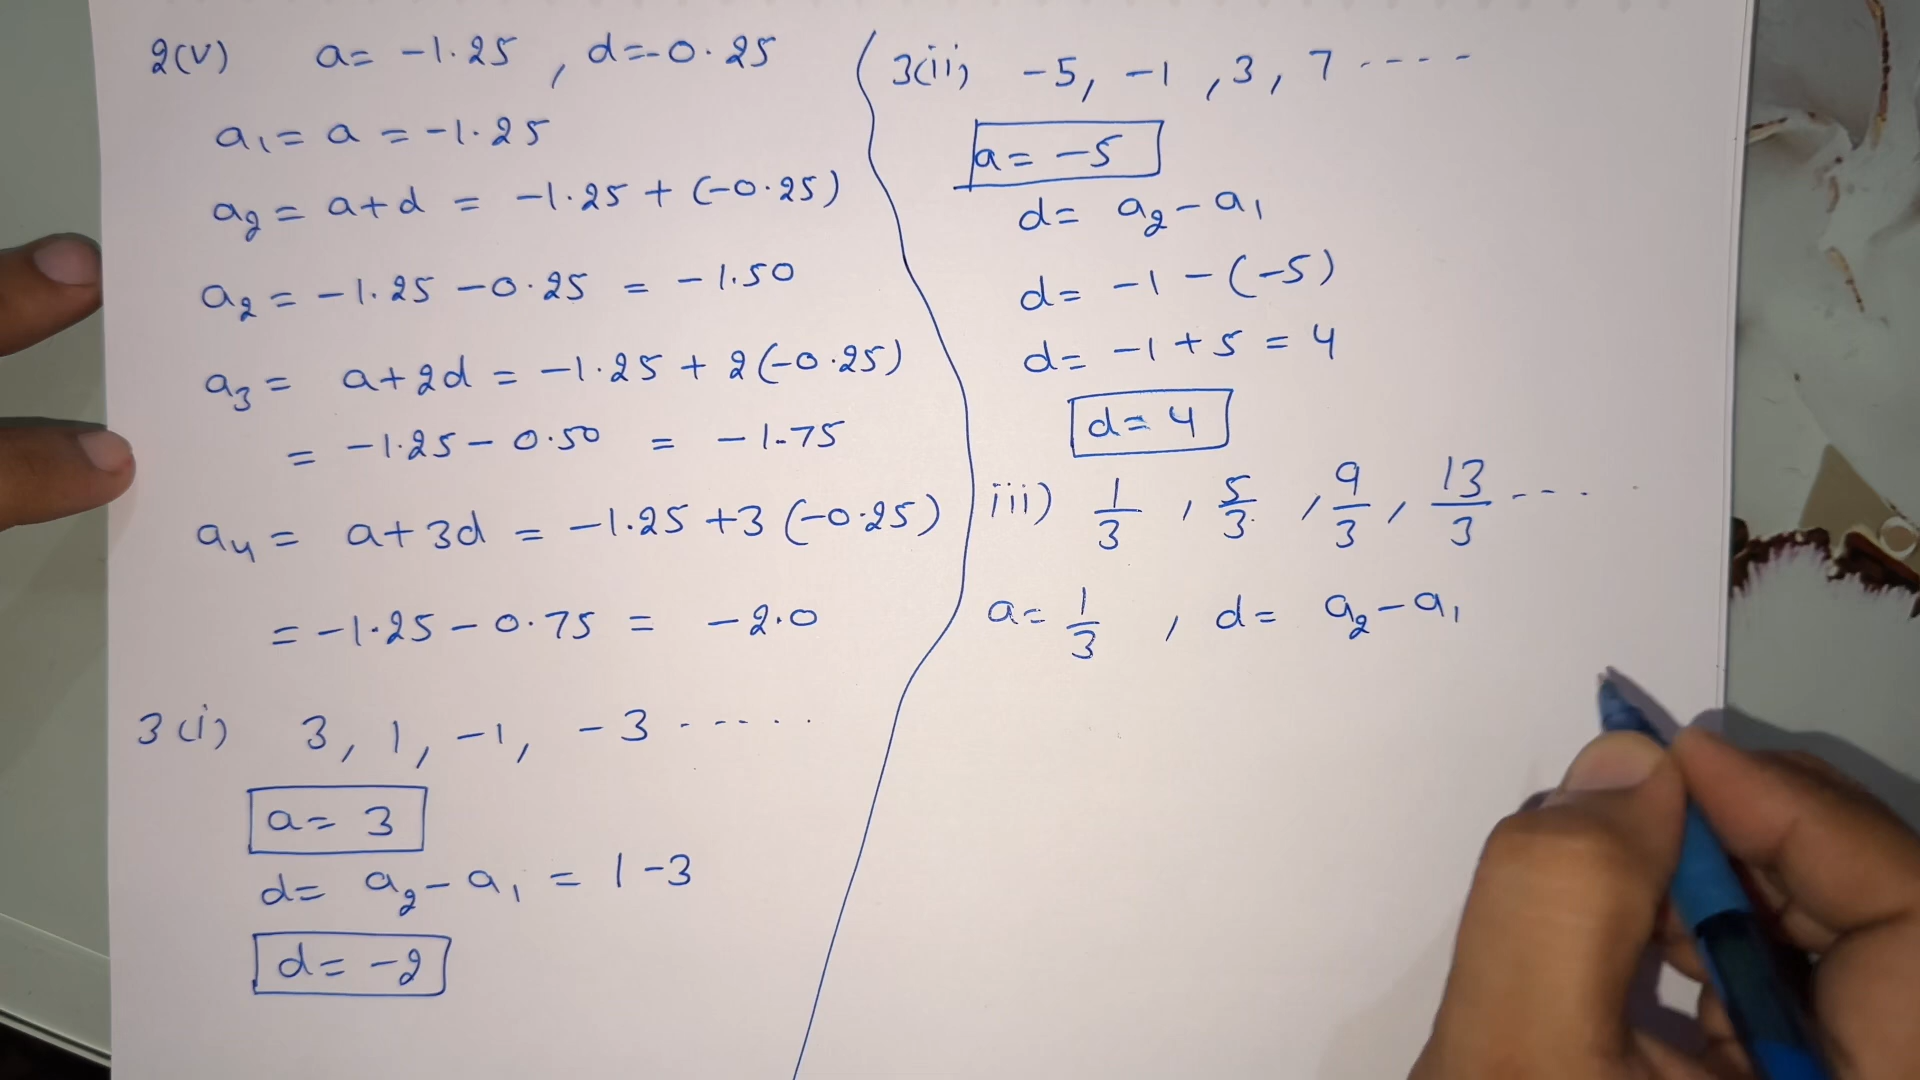 2(v) a = -1.25 , d = -0.25
a₁ = a = -1.25
a₂ = a+d = -1.25 + (-0.25)
a₂ = -1.25 -0.25 = -1.50
a₃ = a+2d = -1.25 + 2(-0.25)
= -1.25 - 0.50 = -1.75
a₄ = a+3d = -1.25 +3 (-0.25)
= -1.25 - 0.75 = -2.0
3(i) 3, 1, -1, -3 .....
a = 3
d = a₂ - a₁ = 1-3
d = -2
3(ii) -5, -1 , 3, 7 ----
a = -5
d = a₂ - a₁
d = -1 - (-5)
d = -1 + 5 = 4
d = 4
iii) 1/3 , 5/3 , 9/3 , 13/3 ----
a = 1/3 , d = a₂ - a₁